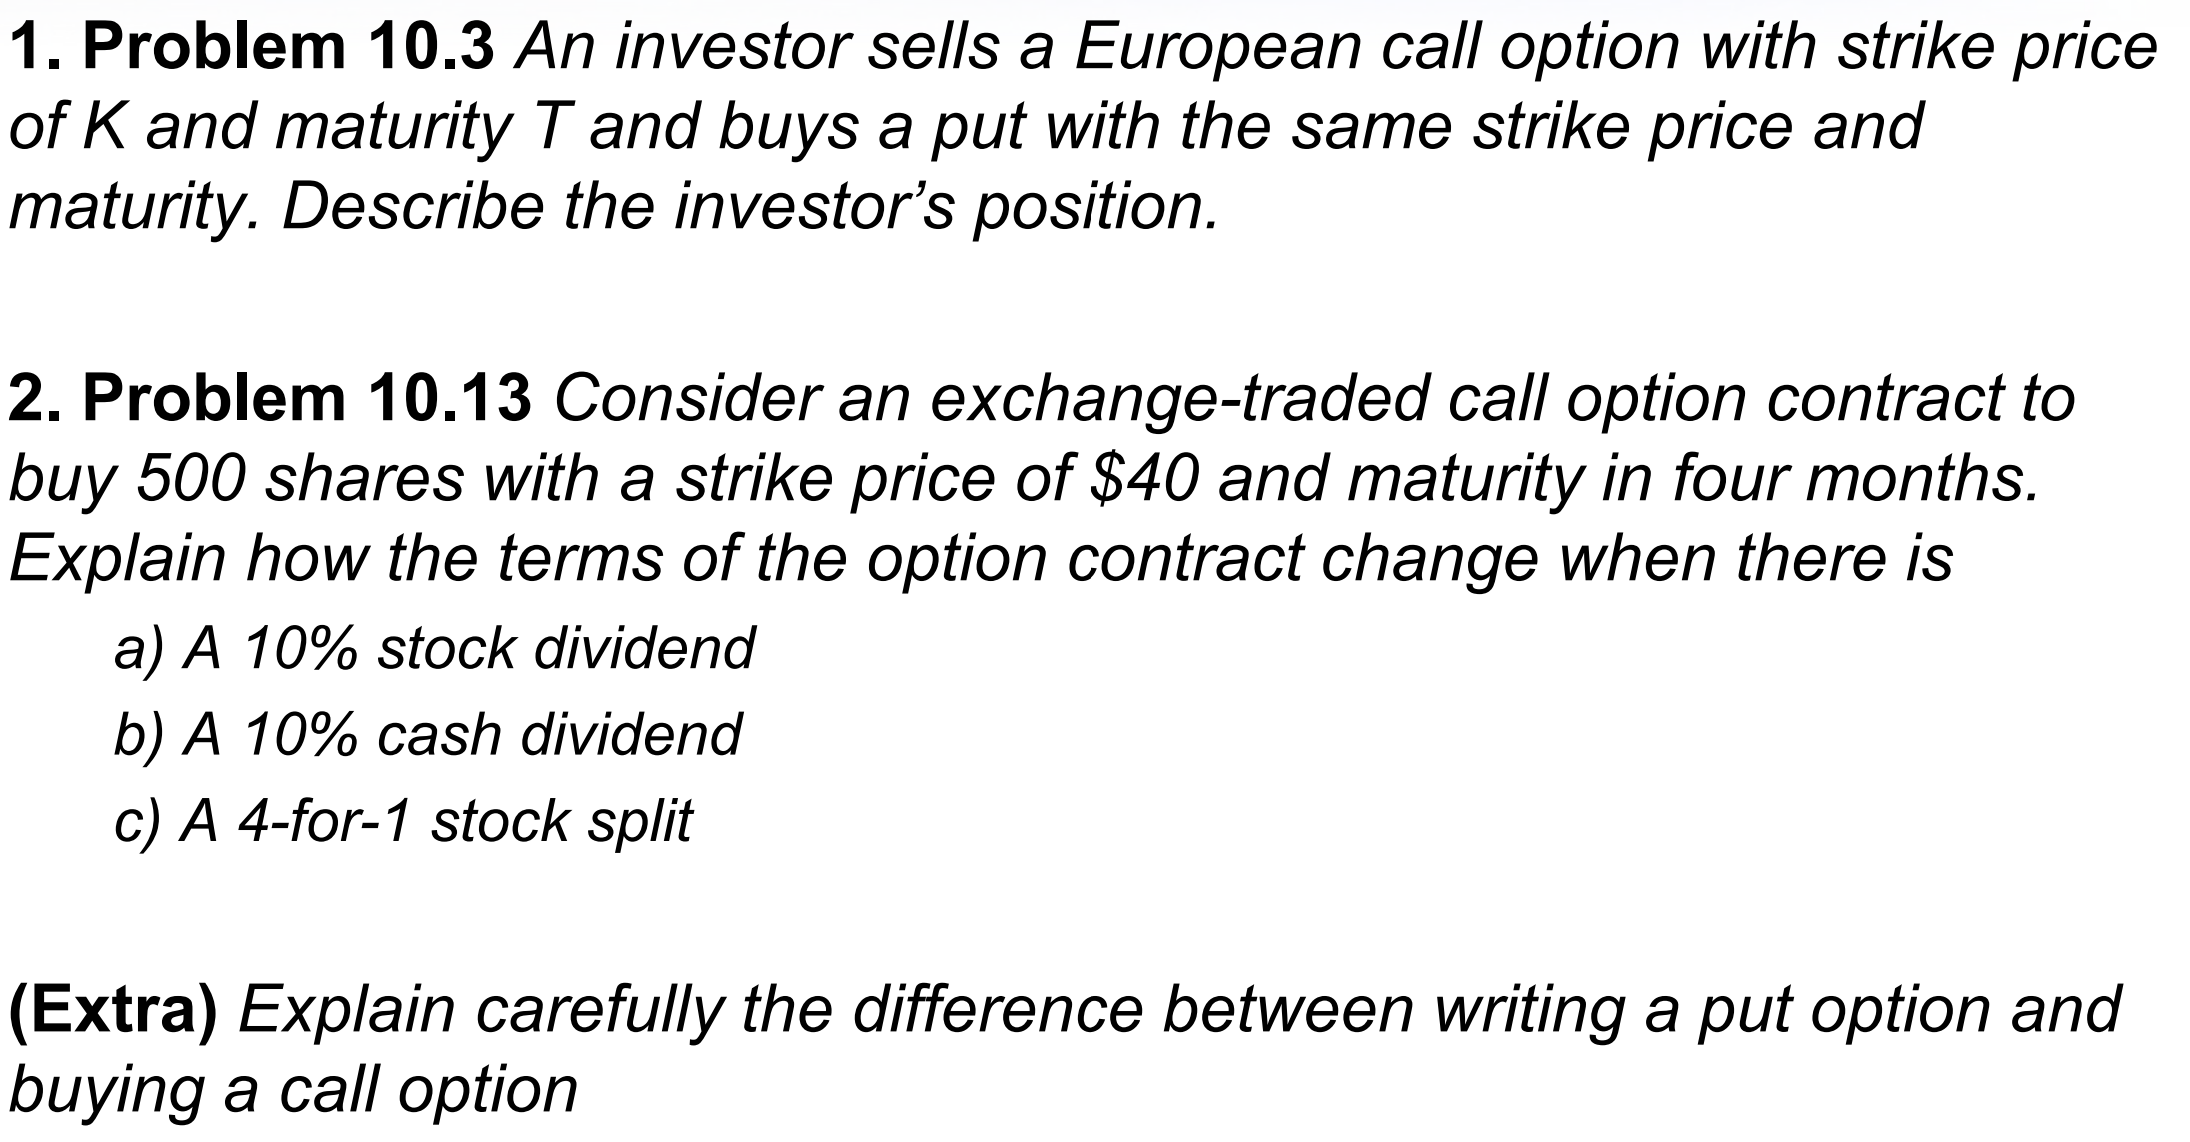 1. Problem 10.3 An investor sells a European call option with strike price
of K and maturity T and buys a put with the same strike price and
maturity. Describe the investor’s position.
2. Problem 10.13 Consider an exchange-traded call option contract to
buy 500 shares with a strike price of $40 and maturity in four months.
Explain how the terms of the option contract change when there is
a) A 10% stock dividend
b) A 10% cash dividend
c) A 4-for-1 stock split
(Extra) Explain carefully the difference between writing a put option and
buying a call option